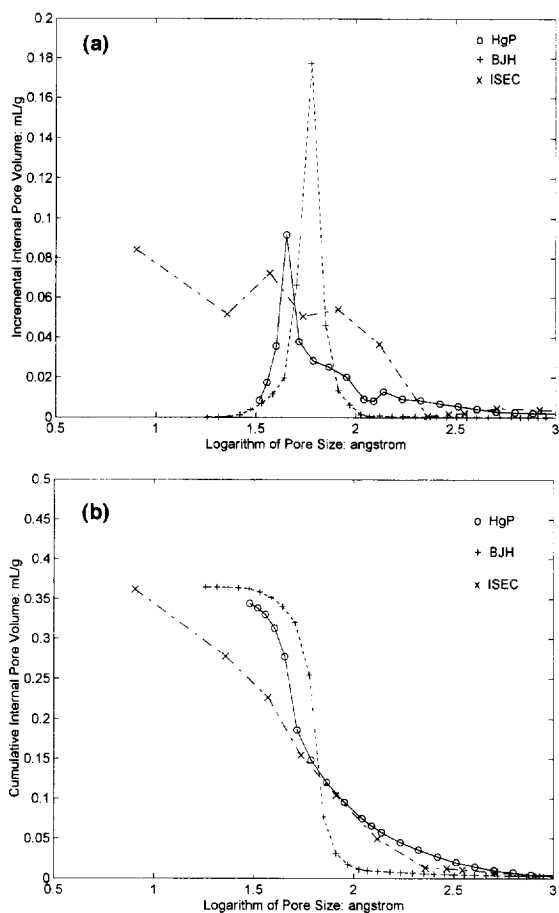 (a)
HgP
BJH
ISEC
Incremental Internal Pore Volume: mL/g
0.2
0.18
0.16
0.14
0.12
0.1
0.08
0.06
0.04
0.02
0
0.5
1
1.5
2
2.5
3
Logarithm of Pore Size: angstrom
(b)
HgP
BJH
ISEC
Cumulative Internal Pore Volume: mL/g
0.5
0.45
0.4
0.35
0.3
0.25
0.2
0.15
0.1
0.05
0
0.5
1
1.5
2
2.5
3
Logarithm of Pore Size: angstrom